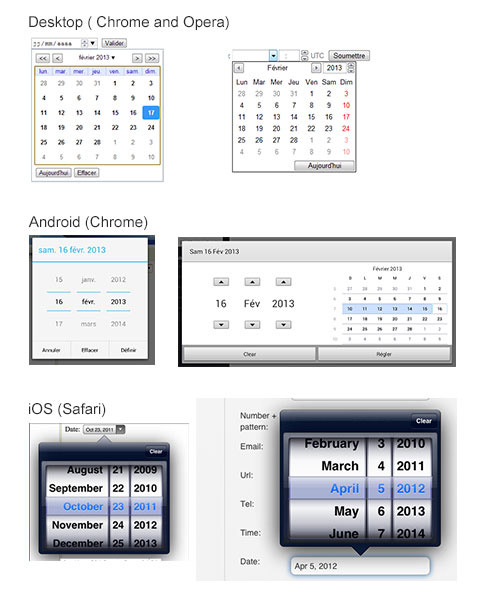 Desktop ( Chrome and Opera)
jj/mm/aaaa Valider
<< < février 2013 > >>
lun. mar. mer. jeu. ven. sam. dim.
28 29 30 31 1 2 3
4 5 6 7 8 9 10
11 12 13 14 15 16 17
18 19 20 21 22 23 24
25 26 27 28 1 2 3
4 5 6 7 8 9 10
Aujourd'hui Effacer
: UTC Soumettre
Février 2013
Lun Mar Mer Jeu Ven Sam Dim
28 29 30 31 1 2 3
4 5 6 7 8 9 10
11 12 13 14 15 16 17
18 19 20 21 22 23 24
25 26 27 28 1 2 3
4 5 6 7 8 9 10
Aujourd'hui
Android (Chrome)
sam. 16 févr. 2013
15 janv. 2012
16 févr. 2013
17 mars 2014
Annuler Effacer Définir
Sam 16 Fév 2013
16 Fév 2013
Février 2013
D L M M J V S
27 28 29 30 31 1 2
3 4 5 6 7 8 9
10 11 12 13 14 15 16
17 18 19 20 21 22 23
24 25 26 27 28 1 2
Clear Régler
iOS (Safari)
Date: Oct 23, 2011
Clear
August 21 2009
September 22 2010
October 23 2011
November 24 2012
December 25 2013
Number +
pattern:
Email:
Url:
Tel:
Time:
Date:
Clear
February 3 2010
March 4 2011
April 5 2012
May 6 2013
June 7 2014
Apr 5, 2012